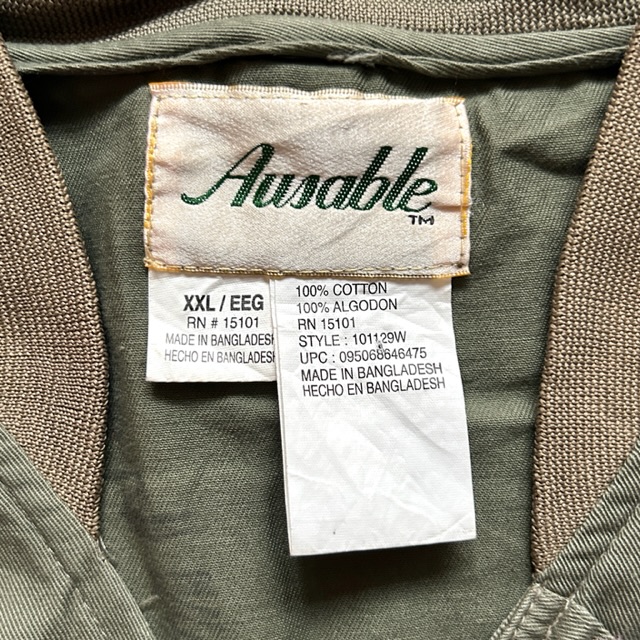 Ausable
TM
XXL / EEG
RN # 15101
MADE IN BANGLADESH
HECHO EN BANGLADESH
100% COTTON
100% ALGODON
RN 15101
STYLE : 101129W
UPC : 095068646475
MADE IN BANGLADESH
HECHO EN BANGLADESH